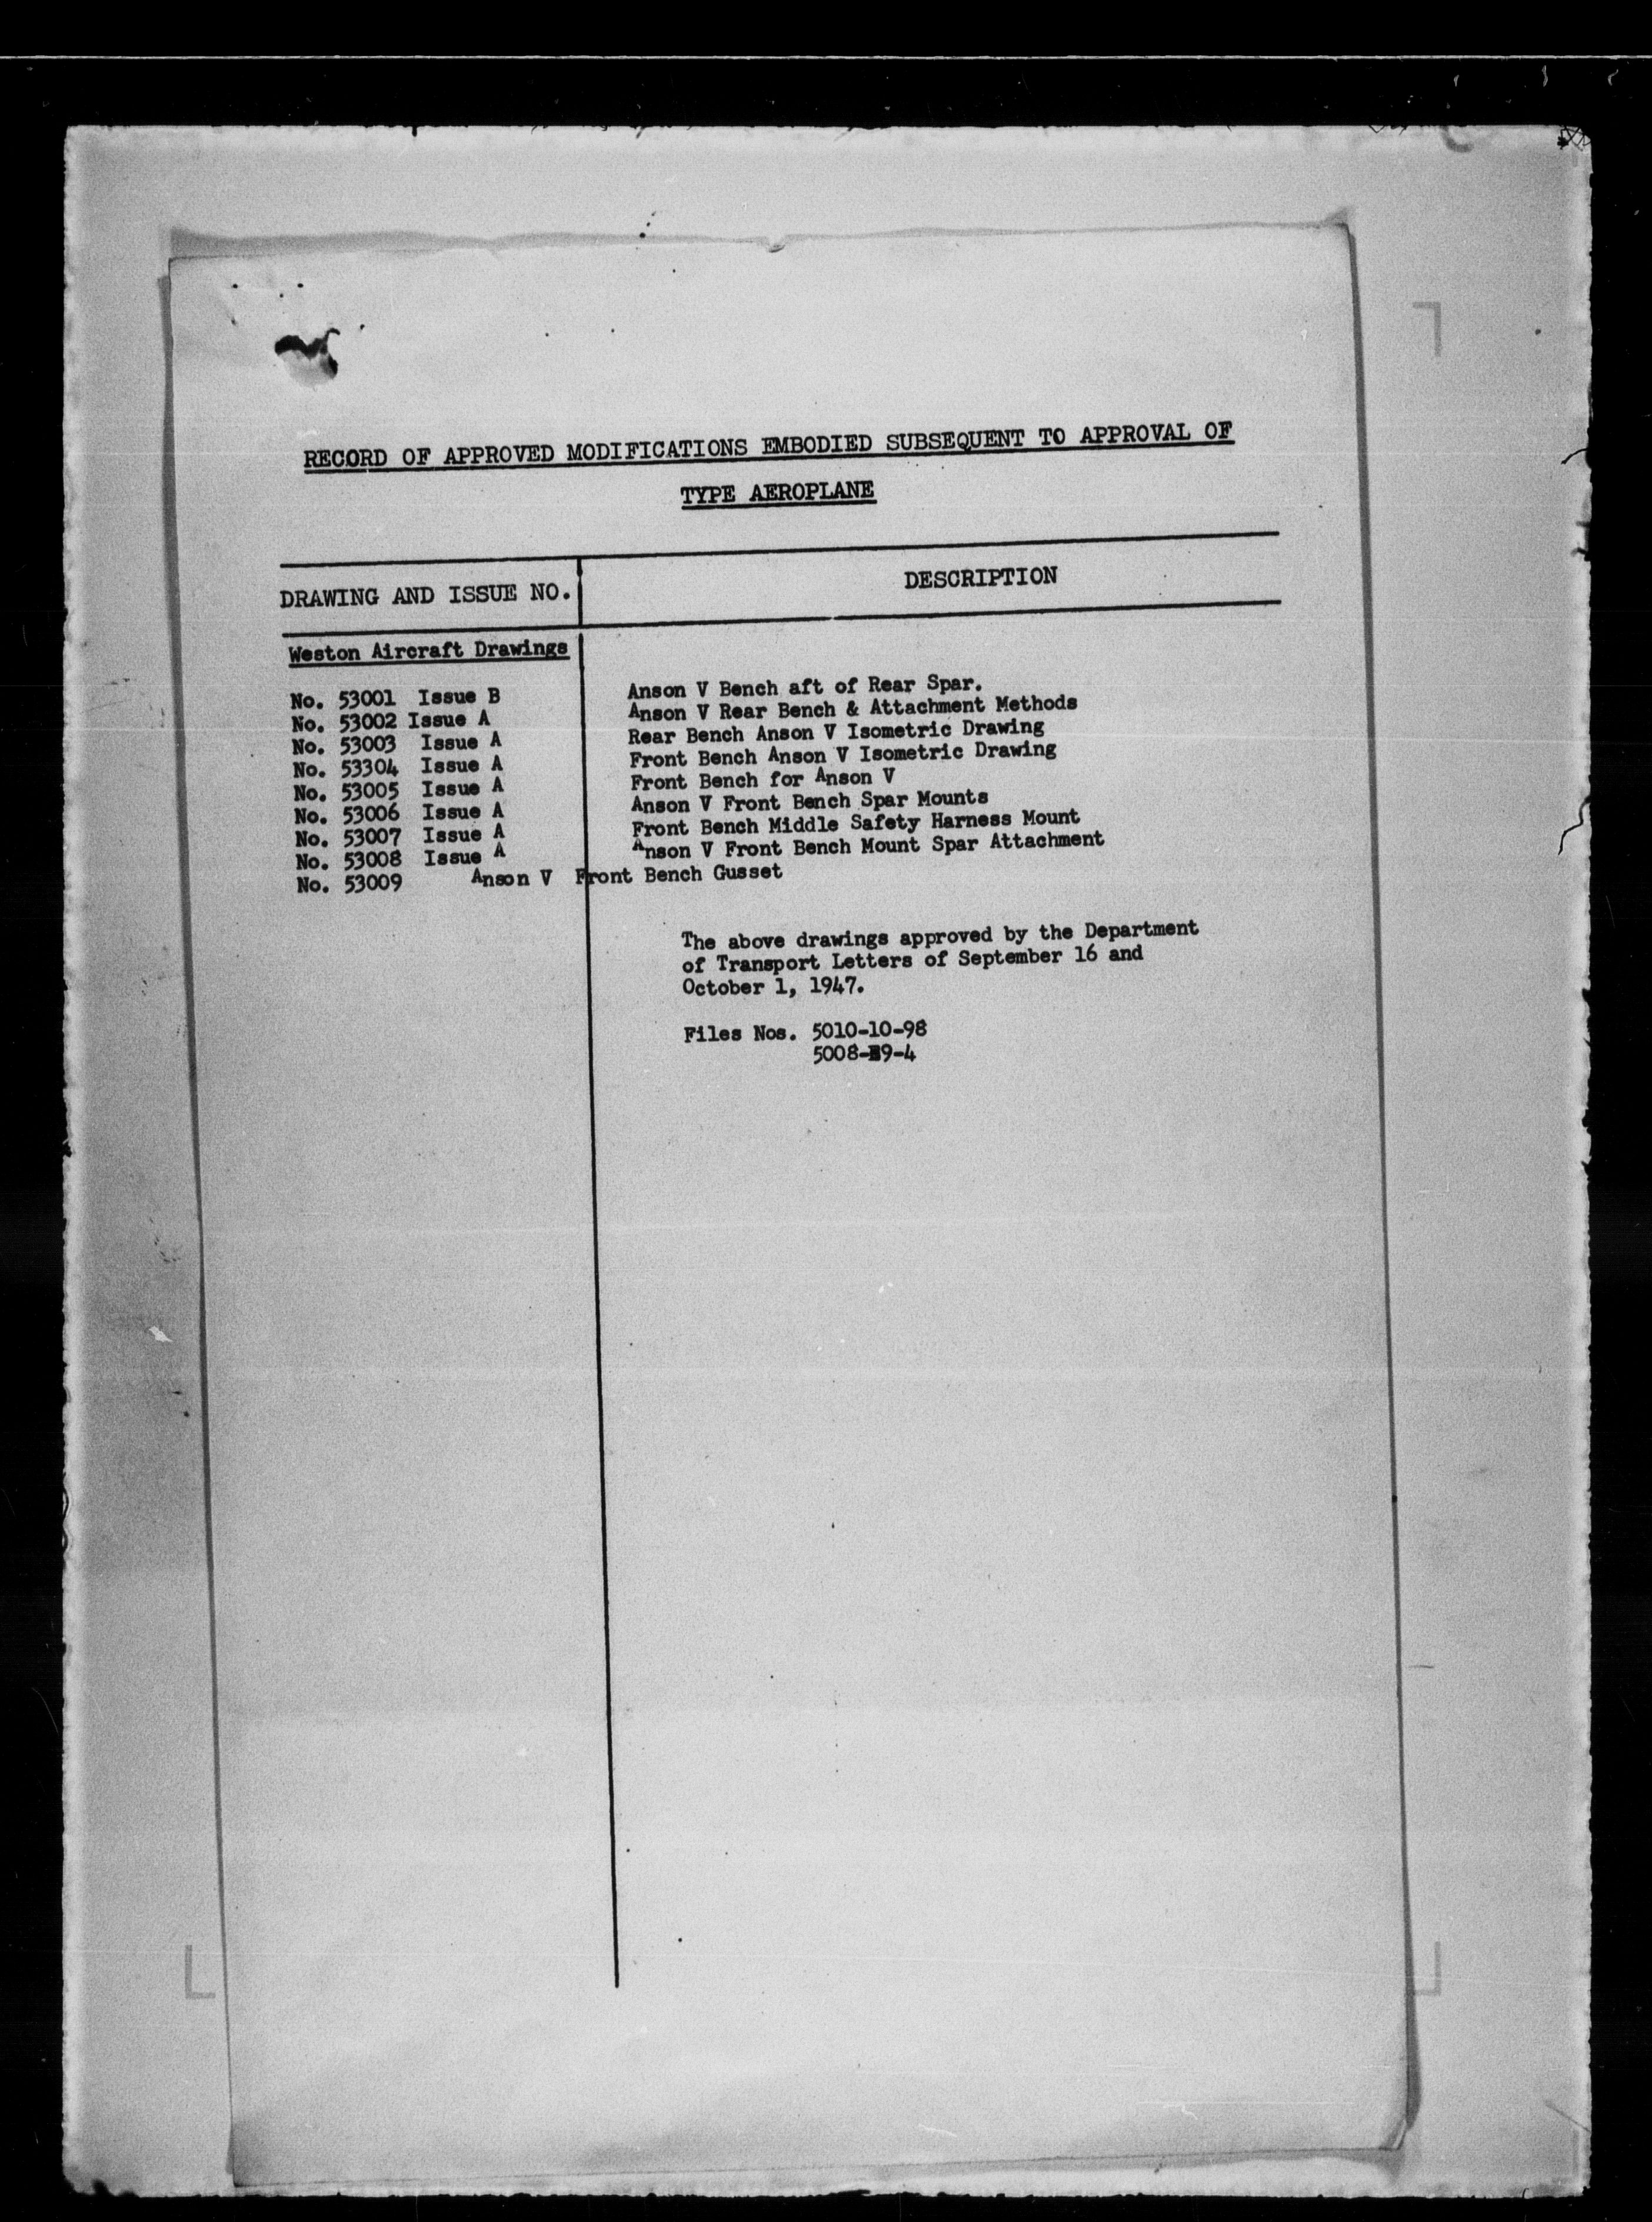 RECORD OF APPROVED MODIFICATIONS EMBODIED SUBSEQUENT TO APPROVAL OF
TYPE AEROPLANE
DRAWING AND ISSUE NO. DESCRIPTION
Weston Aircraft Drawings
No. 53001 Issue B Anson V Bench aft of Rear Spar.
No. 53002 Issue A Anson V Rear Bench & Attachment Methods
No. 53003 Issue A Rear Bench Anson V Isometric Drawing
No. 53304 Issue A Front Bench Anson V Isometric Drawing
No. 53005 Issue A Front Bench for Anson V
No. 53006 Issue A Anson V Front Bench Spar Mounts
No. 53007 Issue A Front Bench Middle Safety Harness Mount
No. 53008 Issue A Anson V Front Bench Mount Spar Attachment
No. 53009 Anson V Front Bench Gusset
The above drawings approved by the Department
of Transport Letters of September 16 and
October 1, 1947.
Files Nos. 5010-10-98
5008-B9-4